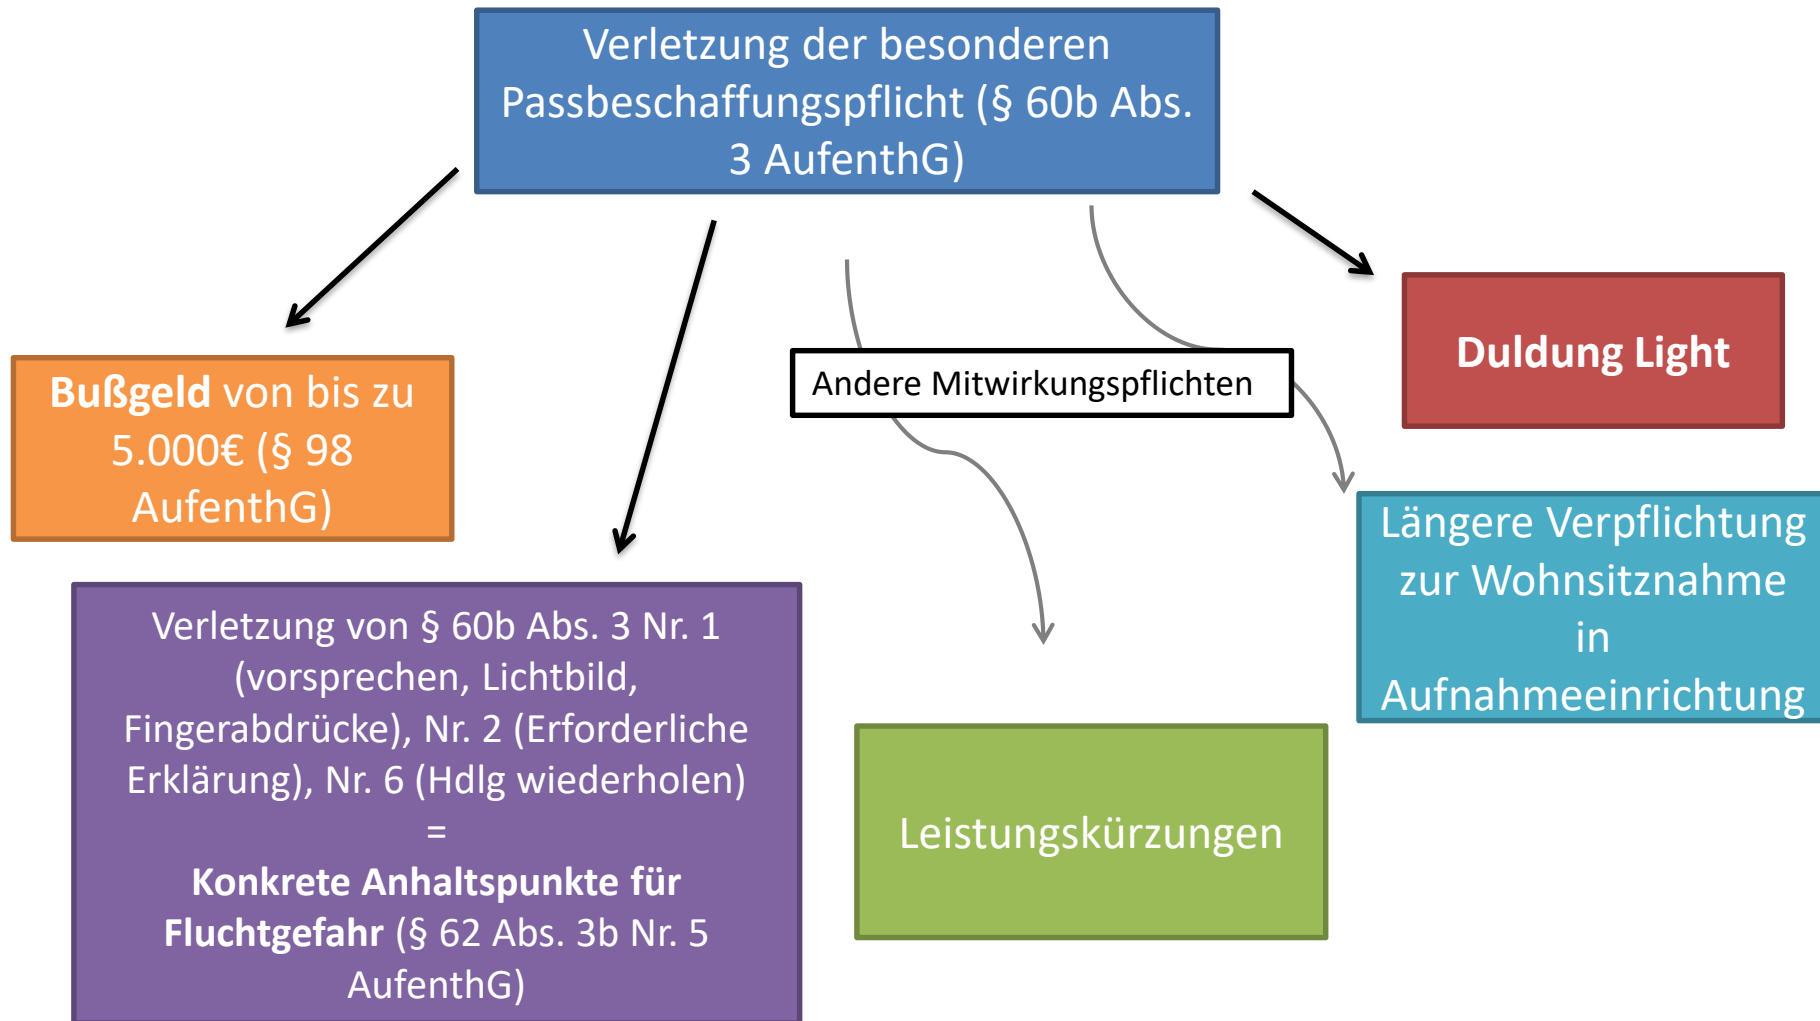 Verletzung der besonderen
Passbeschaffungspflicht (§ 60b Abs.
3 AufenthG)
Bußgeld von bis zu
5.000€ (§ 98
AufenthG)
Verletzung von § 60b Abs. 3 Nr. 1
(vorsprechen, Lichtbild,
Fingerabdrücke), Nr. 2 (Erforderliche
Erklärung), Nr. 6 (Hdlg wiederholen)
=
Konkrete Anhaltspunkte für
Fluchtgefahr (§ 62 Abs. 3b Nr. 5
AufenthG)
Andere Mitwirkungspflichten
Leistungskürzungen
Duldung Light
Längere Verpflichtung
zur Wohnsitznahme
in
Aufnahmeeinrichtung